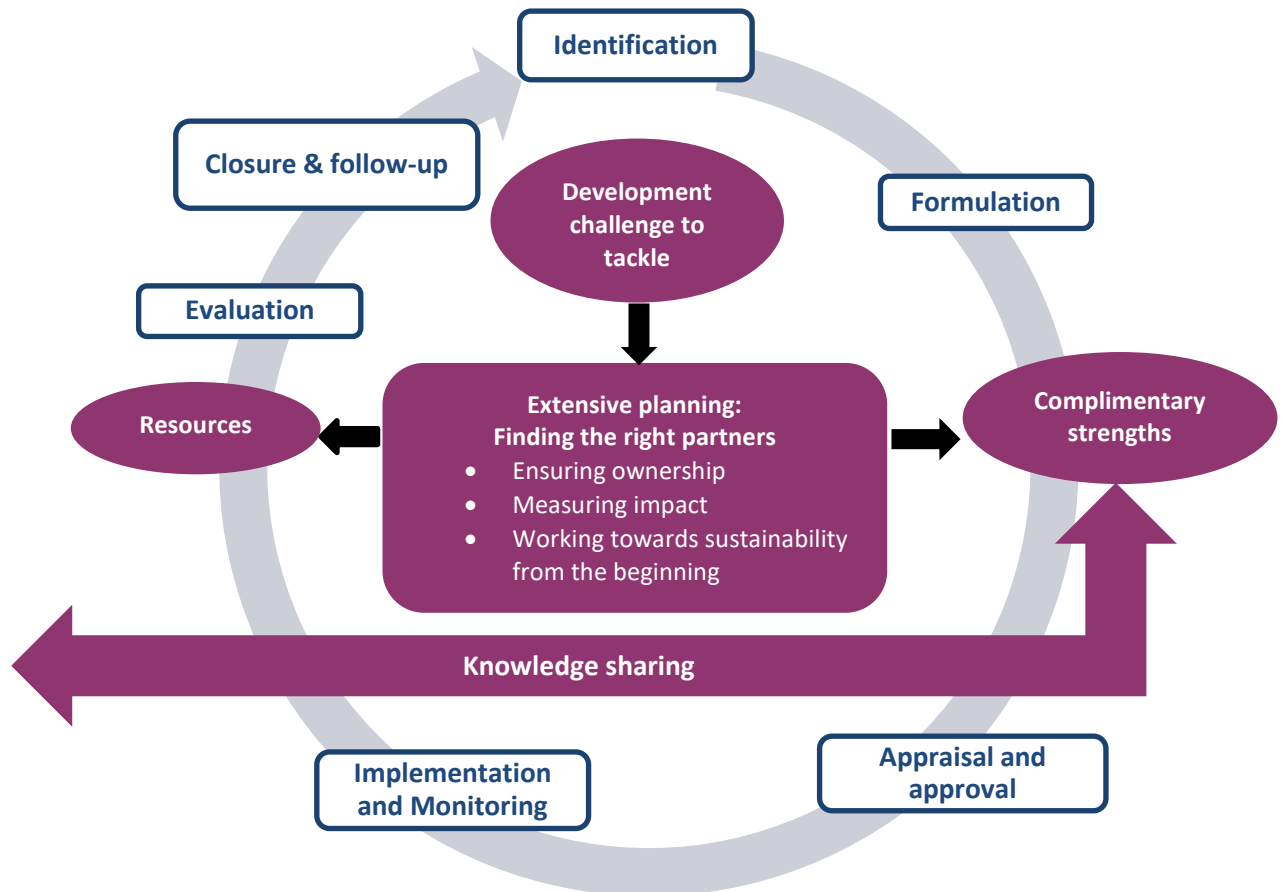 Identification
Closure & follow-up
Development
challenge to
tackle
Formulation
Evaluation
Resources
Extensive planning:
Finding the right partners
• Ensuring ownership
• Measuring impact
• Working towards sustainability
from the beginning
Complimentary
strengths
Knowledge sharing
Implementation
and Monitoring
Appraisal and
approval